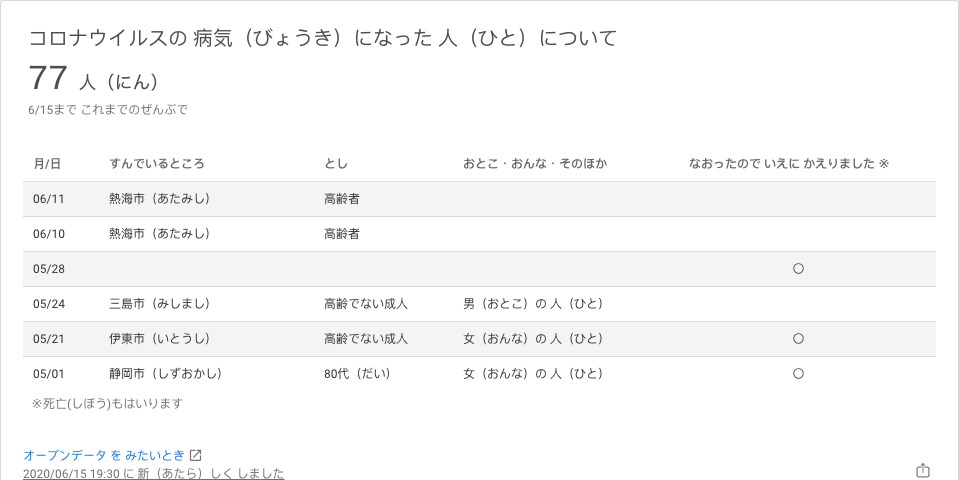 コロナウイルスの 病気（びょうき）になった 人（ひと）について
77 人（にん）
6/15まで これまでのぜんぶで
月/日 すんでいるところ とし おとこ・おんな・そのほか なおったので いえに かえりました ※
06/11 熱海市（あたみし） 高齢者
06/10 熱海市（あたみし） 高齢者
05/28 ○
05/24 三島市（みしまし） 高齢でない成人 男（おとこ）の 人（ひと）
05/21 伊東市（いとうし） 高齢でない成人 女（おんな）の 人（ひと） ○
05/01 静岡市（しずおかし） 80代（だい） 女（おんな）の 人（ひと） ○
※死亡(しぼう)もはいります
オープンデータ を みたいとき
2020/06/15 19:30 に 新（あたら）しく しました